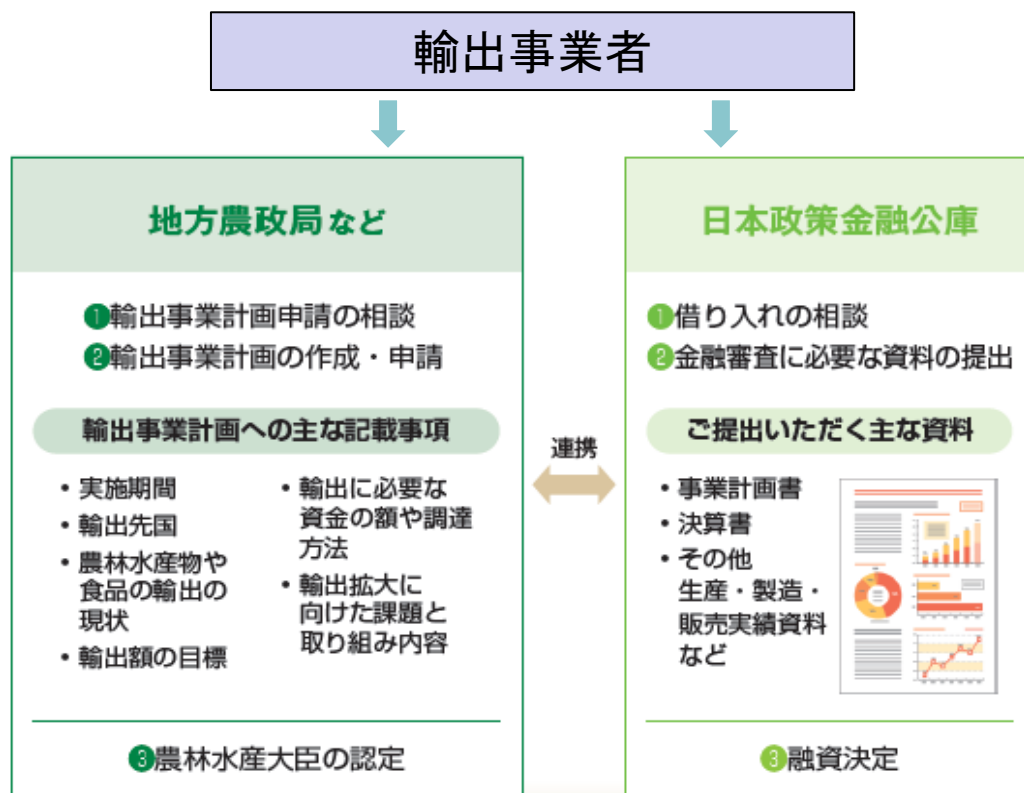 輸出事業者
地方農政局など
❶輸出事業計画申請の相談
❷輸出事業計画の作成・申請
輸出事業計画への主な記載事項
・実施期間
・輸出先国
・農林水産物や
食品の輸出の
現状
・輸出額の目標
・輸出に必要な
資金の額や調達
方法
・輸出拡大に
向けた課題と
取り組み内容
❸農林水産大臣の認定
連携
日本政策金融公庫
❶借り入れの相談
❷金融審査に必要な資料の提出
ご提出いただく主な資料
・事業計画書
・決算書
・その他
生産・製造・
販売実績資料
など
❸融資決定